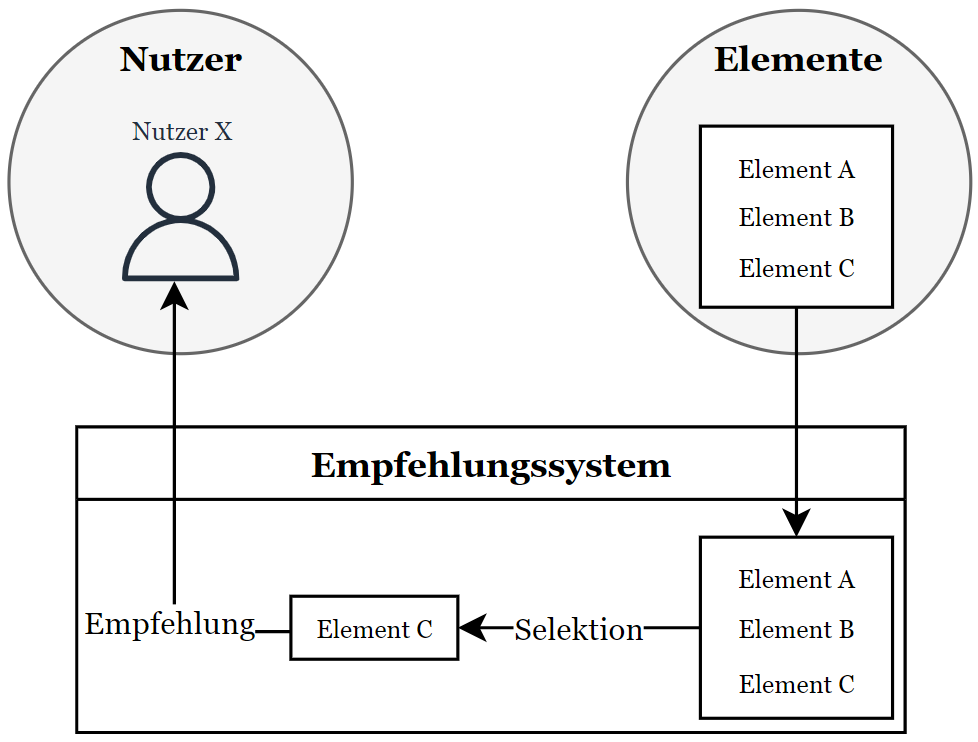 Nutzer
Nutzer X
Elemente
Element A
Element B
Element C
Empfehlungssystem
Element A
Element B
Element C
Selektion
Element C
Empfehlung